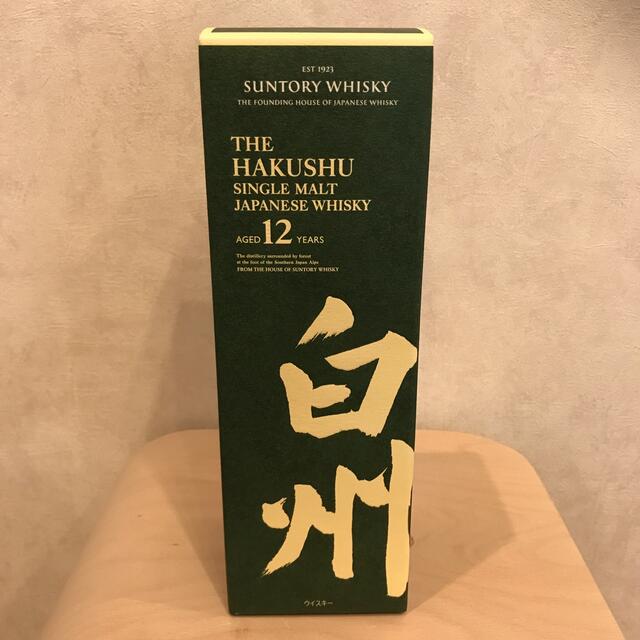 EST 1923
SUNTORY WHISKY
THE FOUNDING HOUSE OF JAPANESE WHISKY
THE
HAKUSHU
SINGLE MALT
JAPANESE WHISKY
AGED 12 YEARS
The distillery surrounded by forest
at the foot of the Southern Japan Alps
FROM THE HOUSE OF SUNTORY WHISKY
白
州
ウイスキー